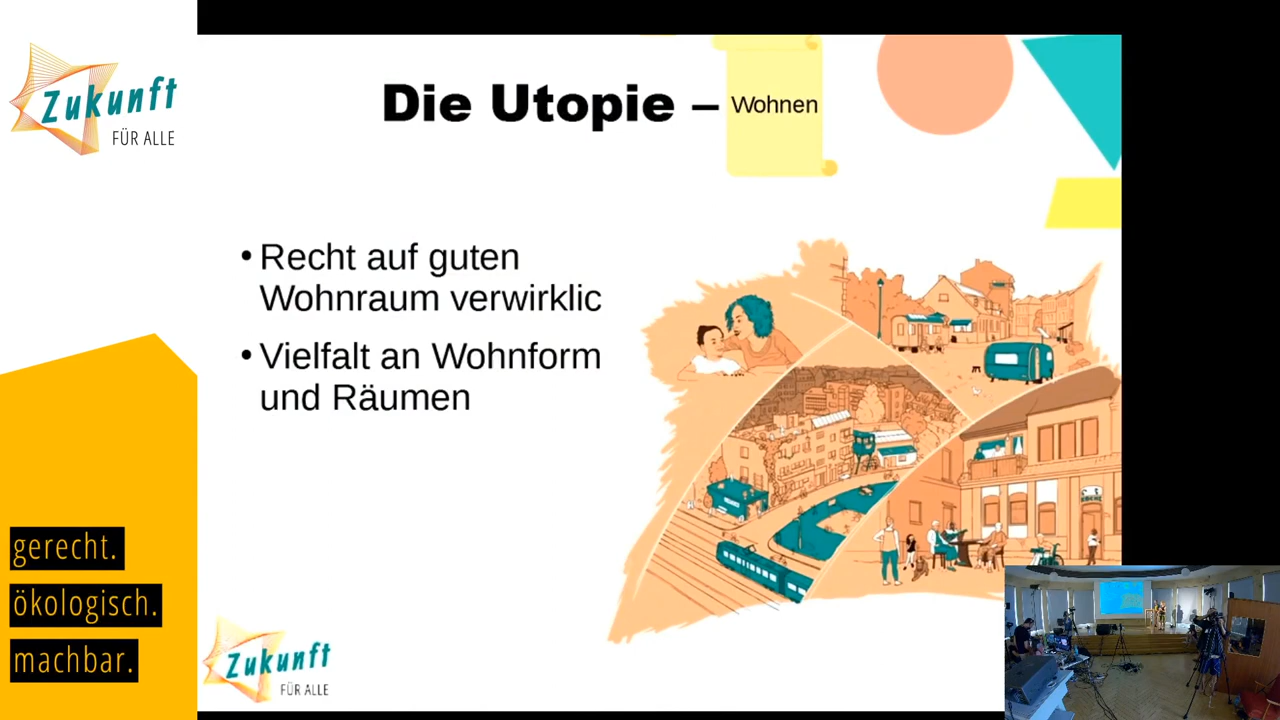 Zukunft
FÜR ALLE
Die Utopie – Wohnen
• Recht auf guten
Wohnraum verwirklic
• Vielfalt an Wohnform
und Räumen
gerecht.
ökologisch.
machbar.
Zukunft
FÜR ALLE